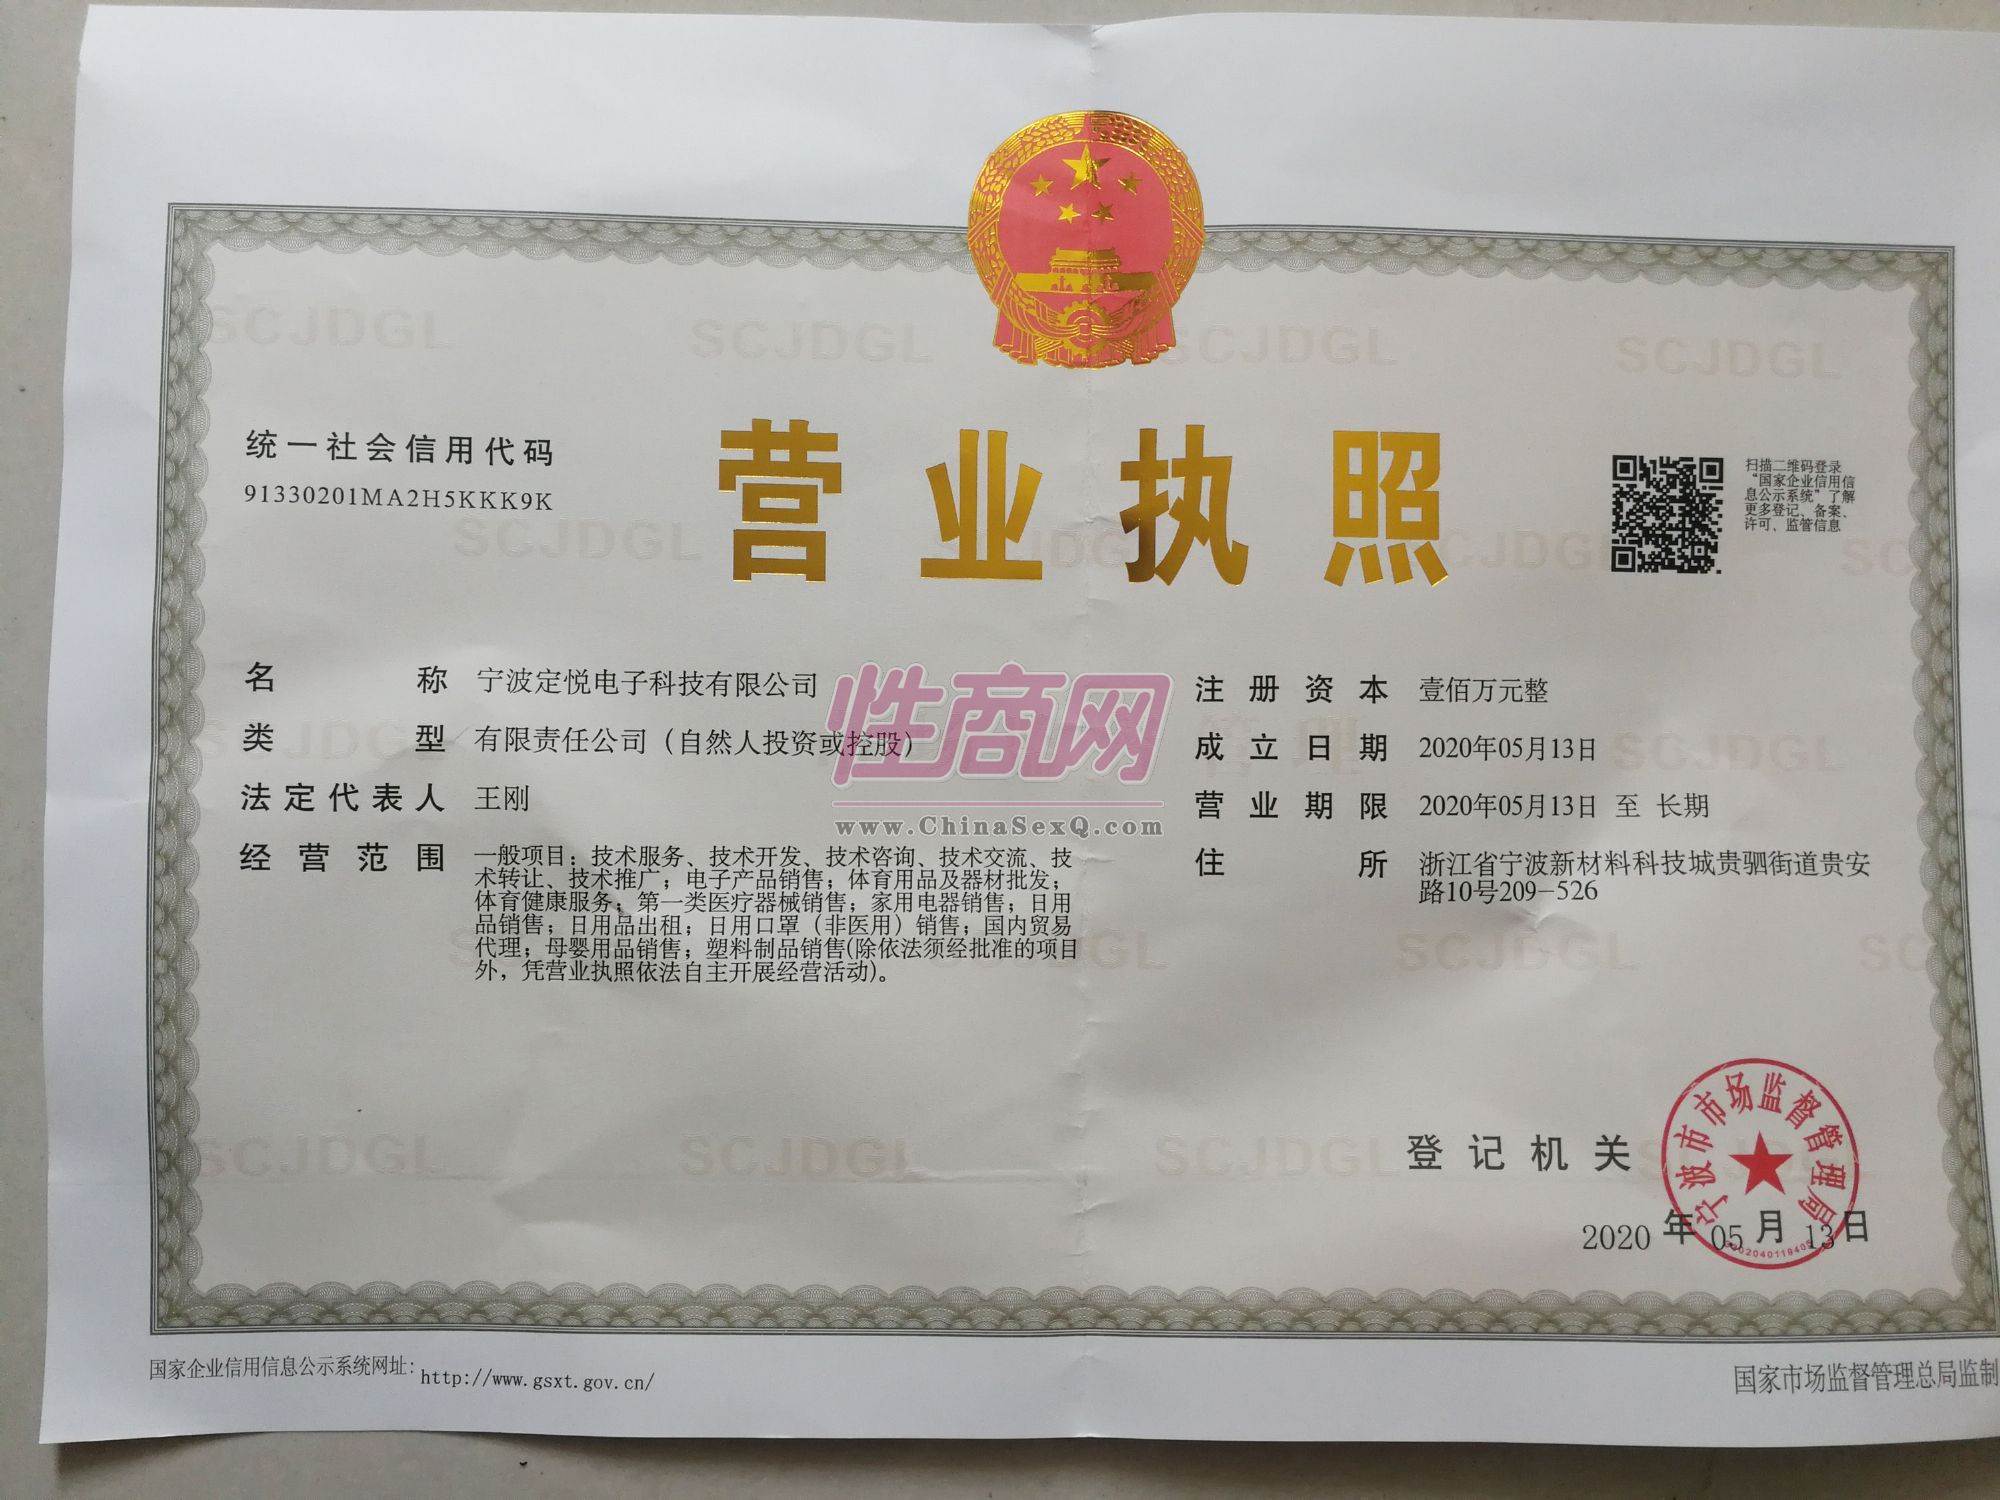 统一社会信用代码
91330201MA2H5KKK9K
营业执照
扫描二维码登录
“国家企业信用信
息公示系统”了解
更多登记、备案、
许可、监管信息
名称 宁波定悦电子科技有限公司
类型 有限责任公司（自然人投资或控股）
法定代表人 王刚
经营范围 一般项目：技术服务、技术开发、技术咨询、技术交流、技
术转让、技术推广；电子产品销售；体育用品及器材批发；
体育健康服务；第一类医疗器械销售；家用电器销售；日用
品销售；日用品出租；日用口罩（非医用）销售；国内贸易
代理；母婴用品销售；塑料制品销售(除依法须经批准的项目
外，凭营业执照依法自主开展经营活动)。
性商网
www.ChinaSexQ.com
注册资本 壹佰万元整
成立日期 2020年05月13日
营业期限 2020年05月13日 至 长期
住所 浙江省宁波新材料科技城贵驷街道贵安
路10号209-526
登记机关
宁波市市场监督管理局
2020年05月13日
国家企业信用信息公示系统网址：http://www.gsxt.gov.cn/
国家市场监督管理总局监制
SCJDGL SCJDGL SCJDGL SCJDGL